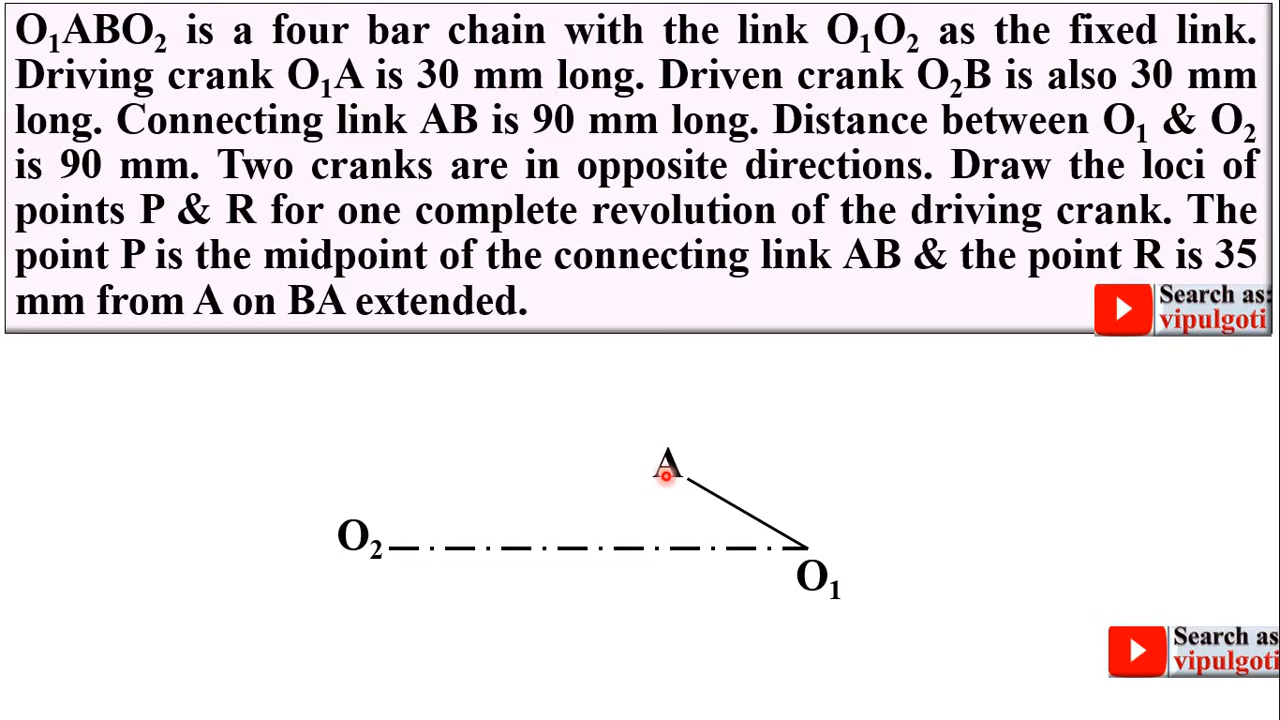 O₁ABO₂ is a four bar chain with the link O₁O₂ as the fixed link.
Driving crank O₁A is 30 mm long. Driven crank O₂B is also 30 mm
long. Connecting link AB is 90 mm long. Distance between O₁ & O₂
is 90 mm. Two cranks are in opposite directions. Draw the loci of
points P & R for one complete revolution of the driving crank. The
point P is the midpoint of the connecting link AB & the point R is 35
mm from A on BA extended.
Search as:
vipulgoti
A
O₂
O₁
Search as
vipulgoti